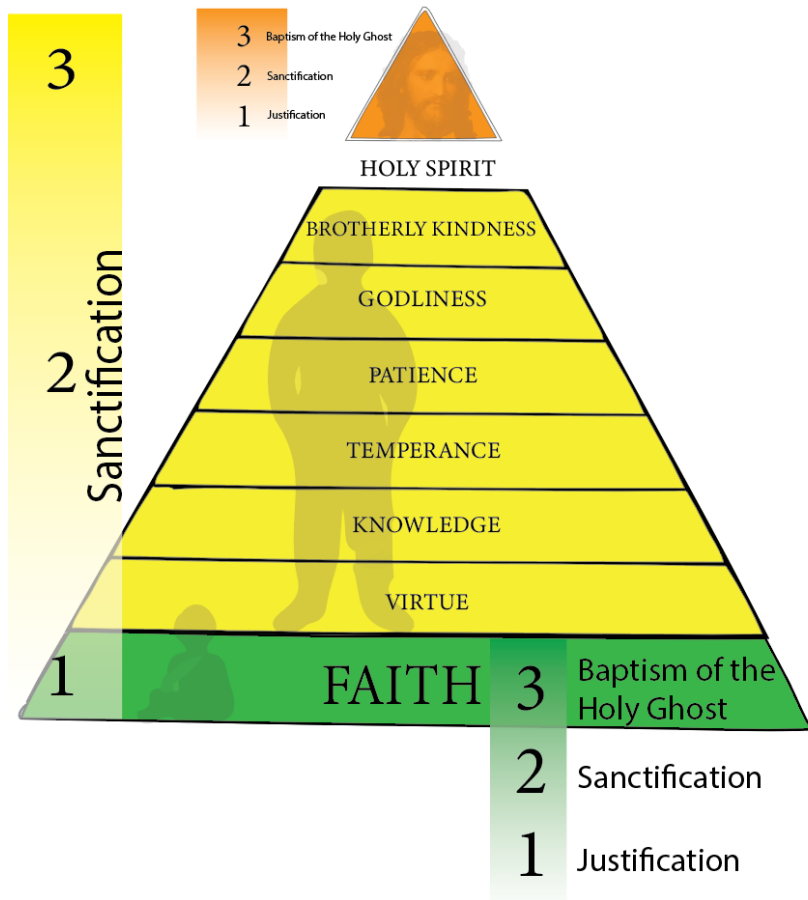 3 Baptism of the Holy Ghost
2 Sanctification
1 Justification
HOLY SPIRIT
3
2
1
Sanctification
BROTHERLY KINDNESS
GODLINESS
PATIENCE
TEMPERANCE
KNOWLEDGE
VIRTUE
FAITH
3 Baptism of the
Holy Ghost
2 Sanctification
1 Justification